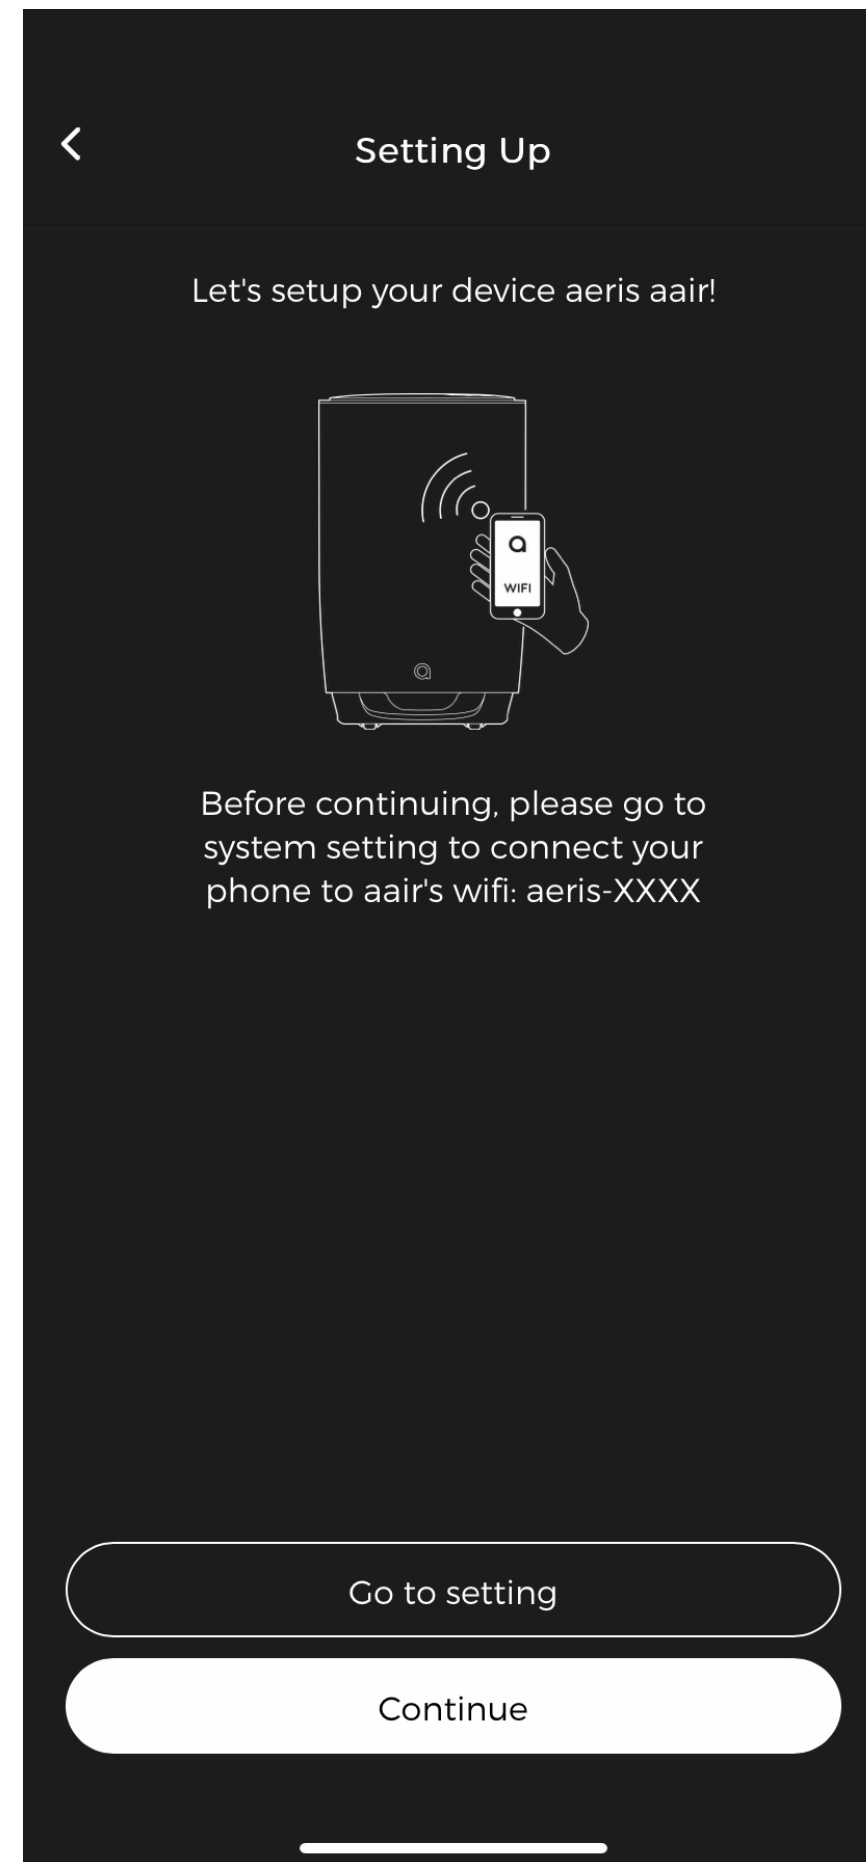 Setting Up
Let's setup your device aeris aair!
a
WIFI
a
Before continuing, please go to
system setting to connect your
phone to aair's wifi: aeris-XXXX
Go to setting
Continue